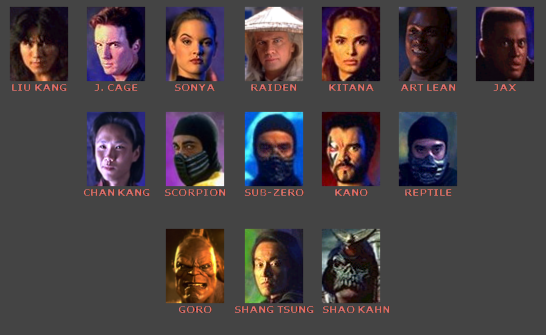 LIU KANG J. CAGE SONYA RAIDEN KITANA ART LEAN JAX
CHAN KANG SCORPION SUB-ZERO KANO REPTILE
GORO SHANG TSUNG SHAO KAHN